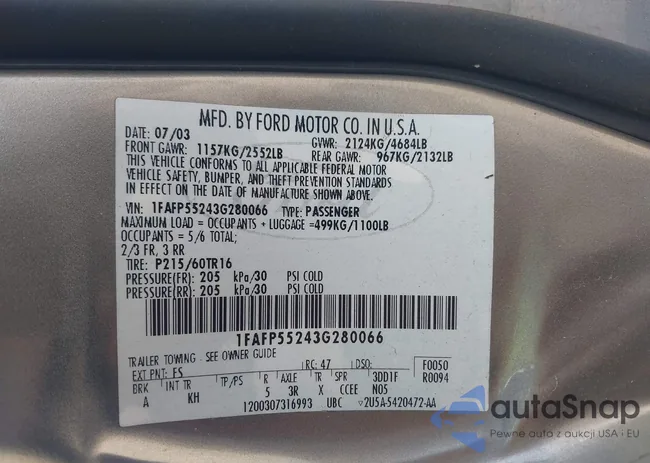 MFD. BY FORD MOTOR CO. IN U.S.A.
DATE: 07/03 GVWR: 2124KG/4684LB
FRONT GAWR: 1157KG/2552LB REAR GAWR: 967KG/2132LB
THIS VEHICLE CONFORMS TO ALL APPLICABLE FEDERAL MOTOR
VEHICLE SAFETY, BUMPER, AND THEFT PREVENTION STANDARDS
IN EFFECT ON THE DATE OF MANUFACTURE SHOWN ABOVE.
VIN: 1FAFP55243G280066 TYPE: PASSENGER
MAXIMUM LOAD = OCCUPANTS + LUGGAGE =499KG/1100LB
OCCUPANTS = 5/6 TOTAL;
2/3 FR, 3 RR
TIRE: P215/60TR16
PRESSURE(FR): 205 kPa/30 PSI COLD
PRESSURE(RR): 205 kPa/30 PSI COLD
1FAFP55243G280066
TRAILER TOWING - SEE OWNER GUIDE
EXT PNT: FS RC: 47 DSO: F0050
BRK INT TR TP/PS R AXLE TR SPR 3DD1F R0094
A KH 5 3R X CCEE N05
1200307316993 UBC 2U5A-5420472-AA
autoSnap
Pewne auto z aukcji USA i EU